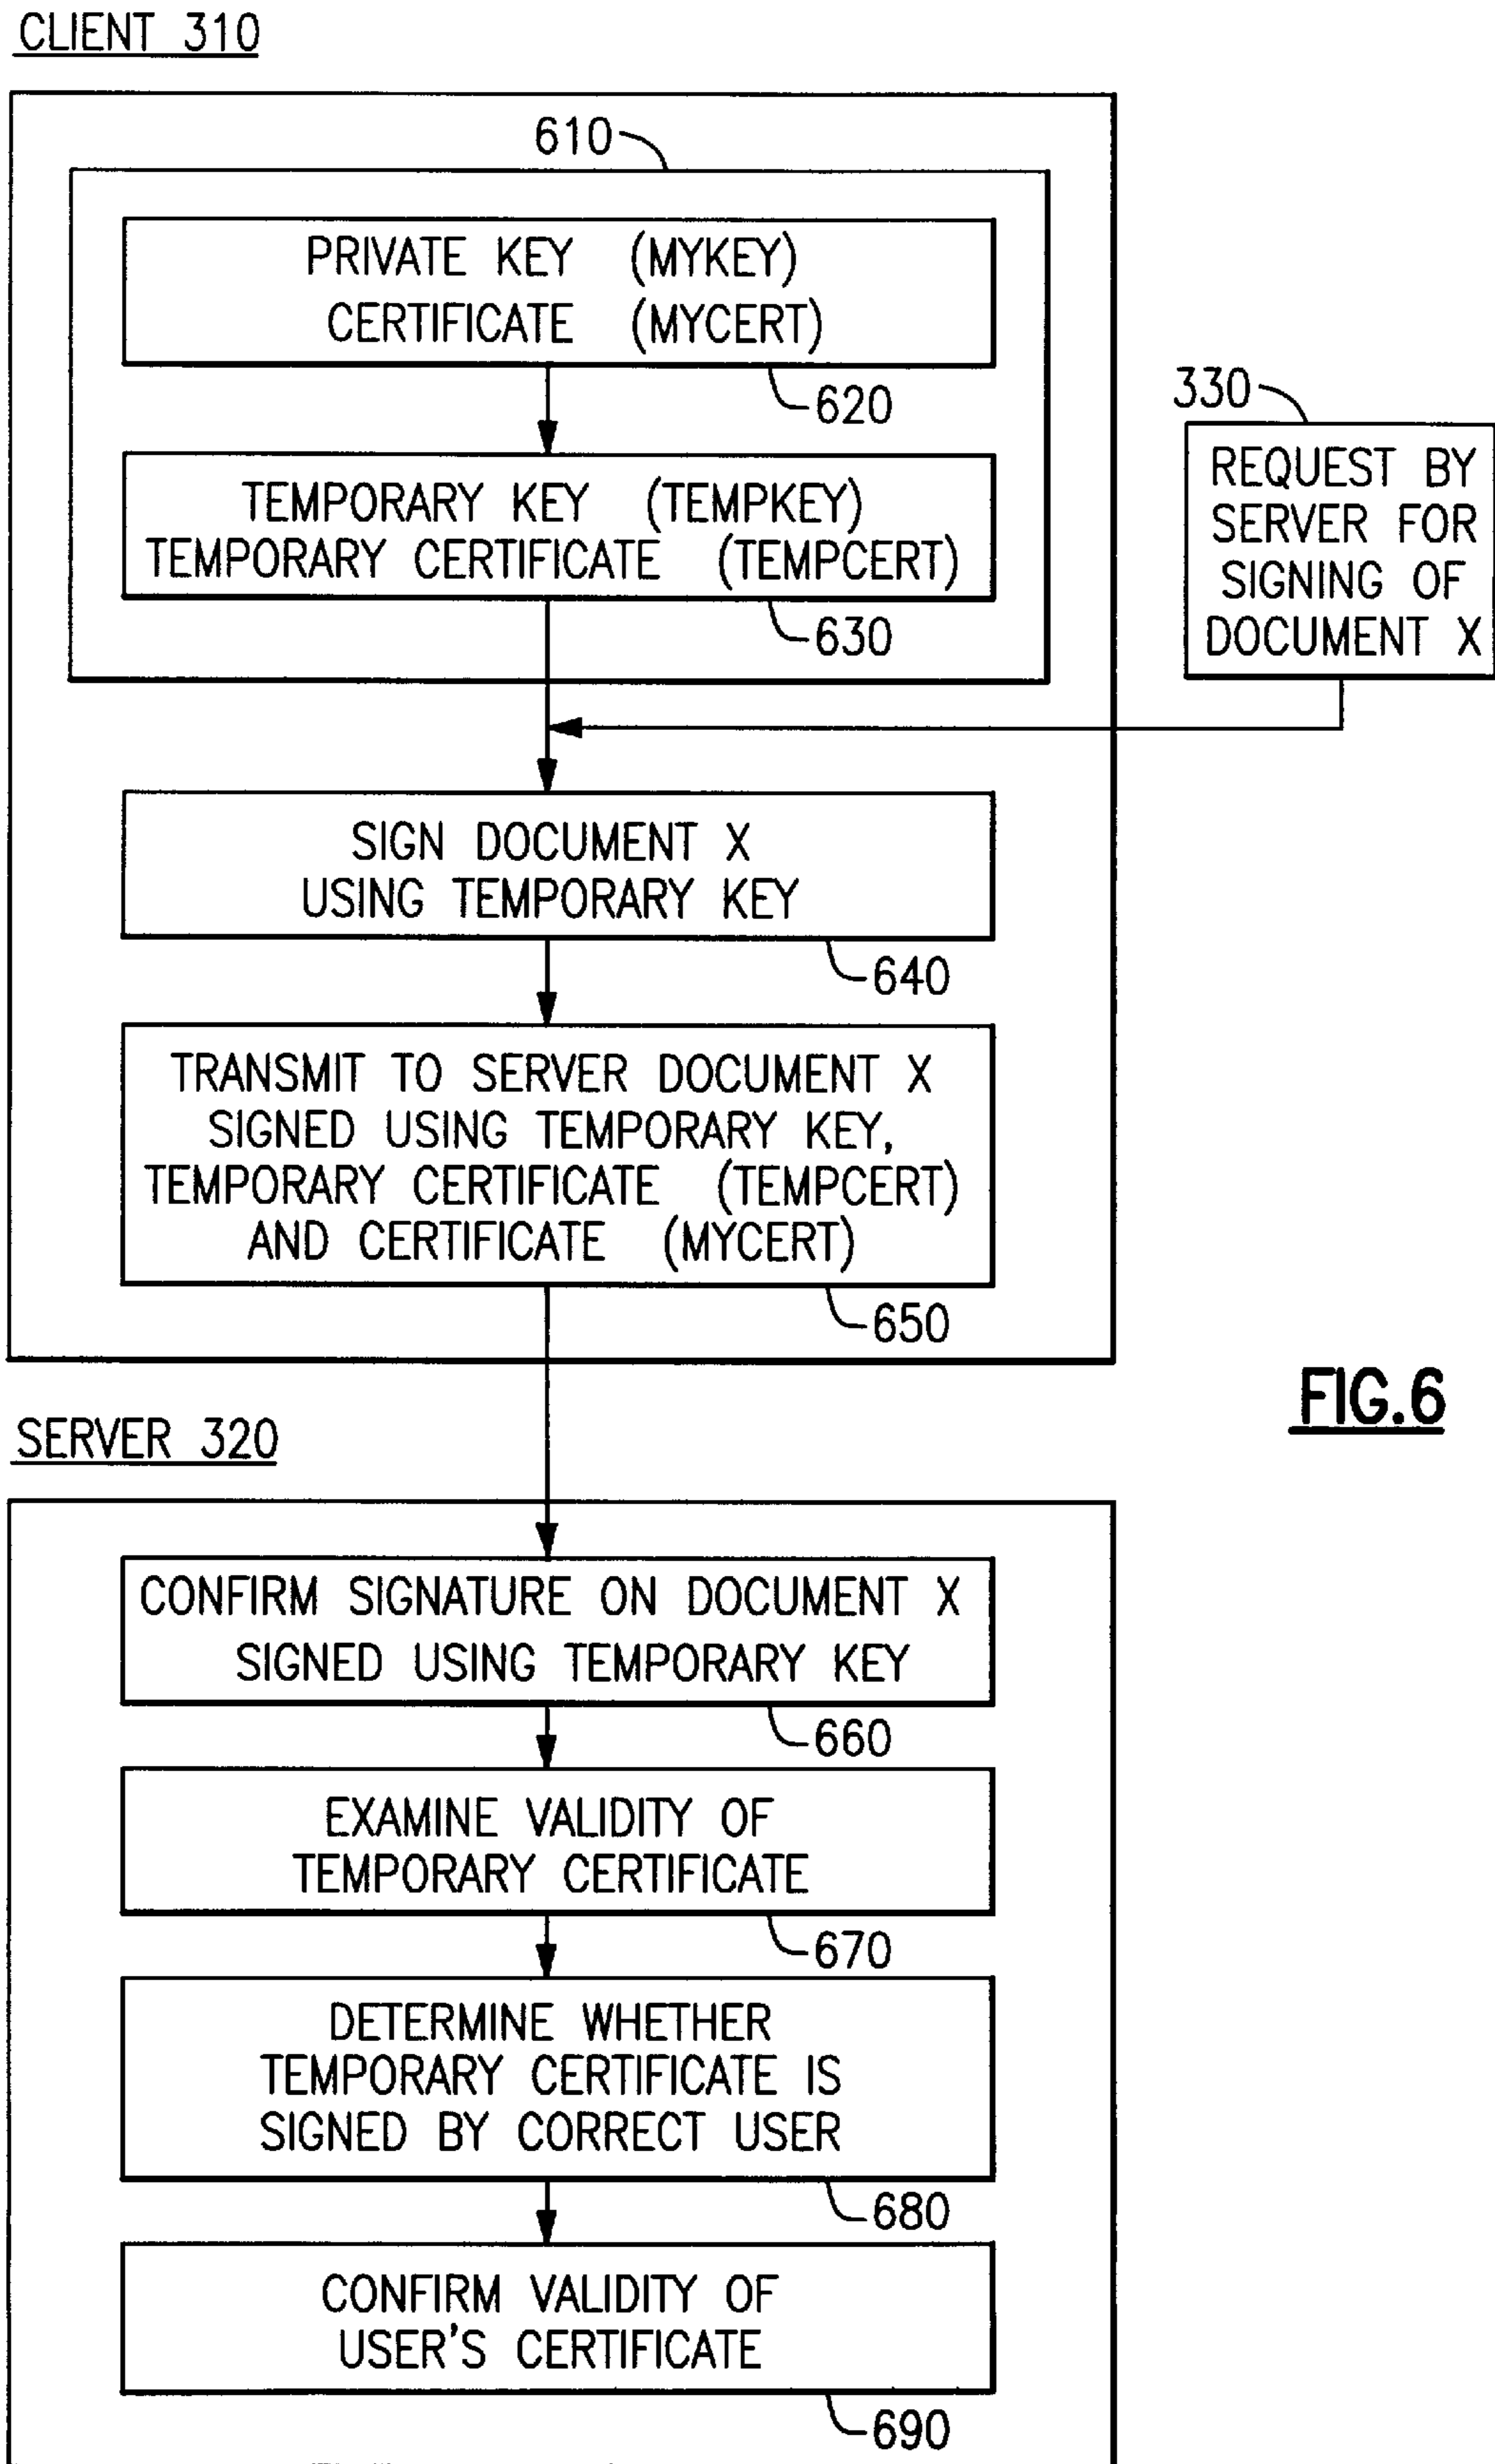 CLIENT 310
610
PRIVATE KEY (MYKEY)
CERTIFICATE (MYCERT)
620
TEMPORARY KEY (TEMPKEY)
TEMPORARY CERTIFICATE (TEMPCERT)
630
330
REQUEST BY
SERVER FOR
SIGNING OF
DOCUMENT X
SIGN DOCUMENT X
USING TEMPORARY KEY
640
TRANSMIT TO SERVER DOCUMENT X
SIGNED USING TEMPORARY KEY,
TEMPORARY CERTIFICATE (TEMPCERT)
AND CERTIFICATE (MYCERT)
650
FIG.6
SERVER 320
CONFIRM SIGNATURE ON DOCUMENT X
SIGNED USING TEMPORARY KEY
660
EXAMINE VALIDITY OF
TEMPORARY CERTIFICATE
670
DETERMINE WHETHER
TEMPORARY CERTIFICATE IS
SIGNED BY CORRECT USER
680
CONFIRM VALIDITY OF
USER'S CERTIFICATE
690